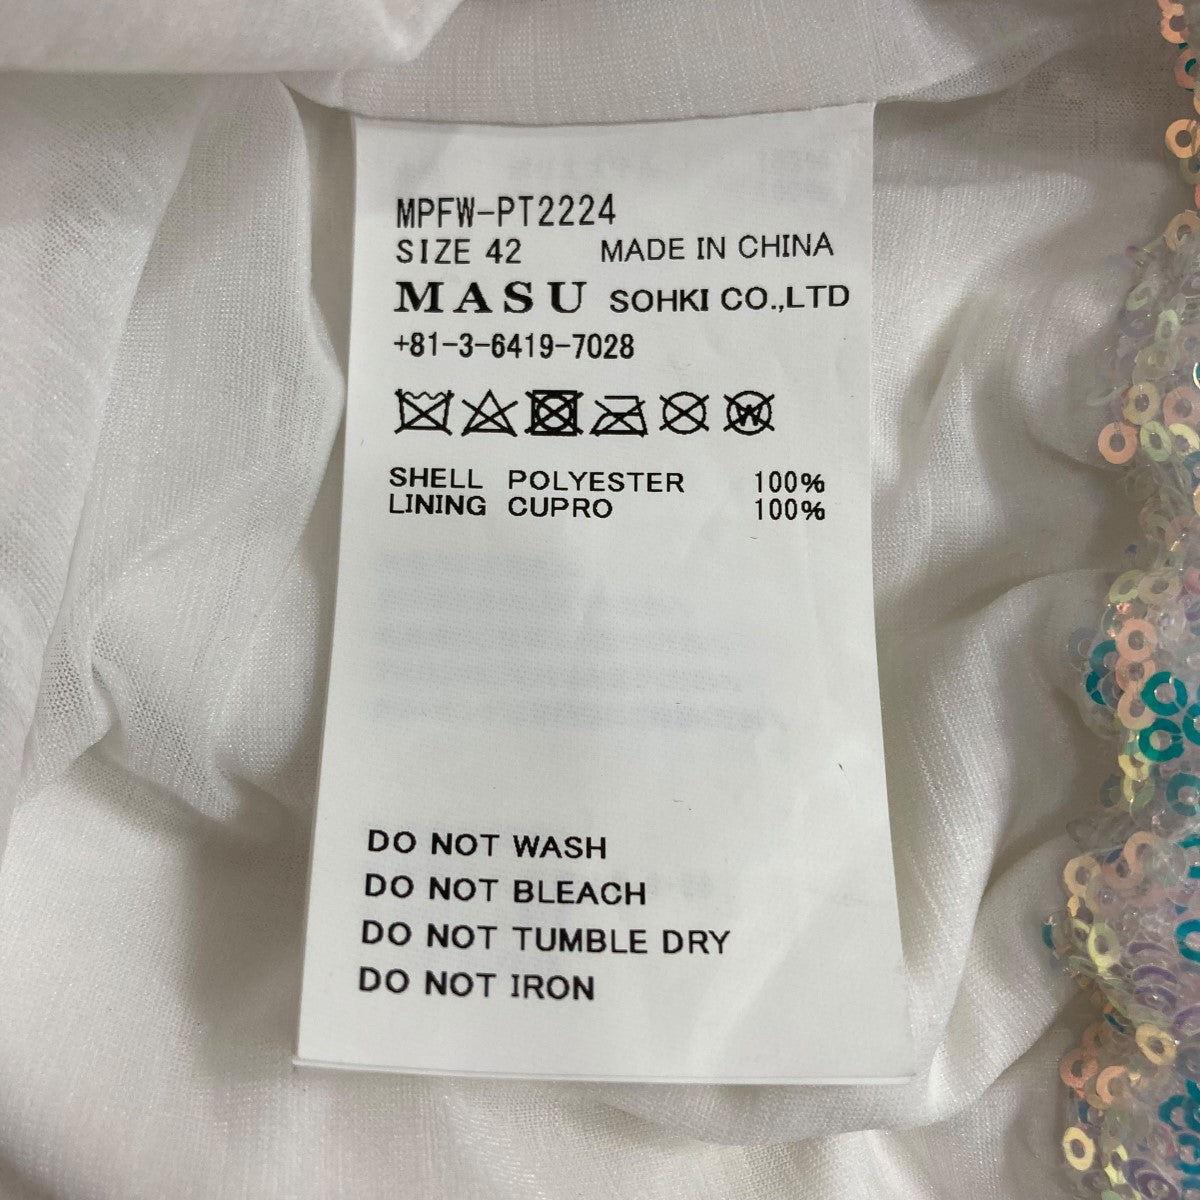 MPFW-PT2224
SIZE 42 MADE IN CHINA
MASU SOHKI CO.,LTD
+81-3-6419-7028
W
SHELL POLYESTER 100%
LINING CUPRO 100%
DO NOT WASH
DO NOT BLEACH
DO NOT TUMBLE DRY
DO NOT IRON